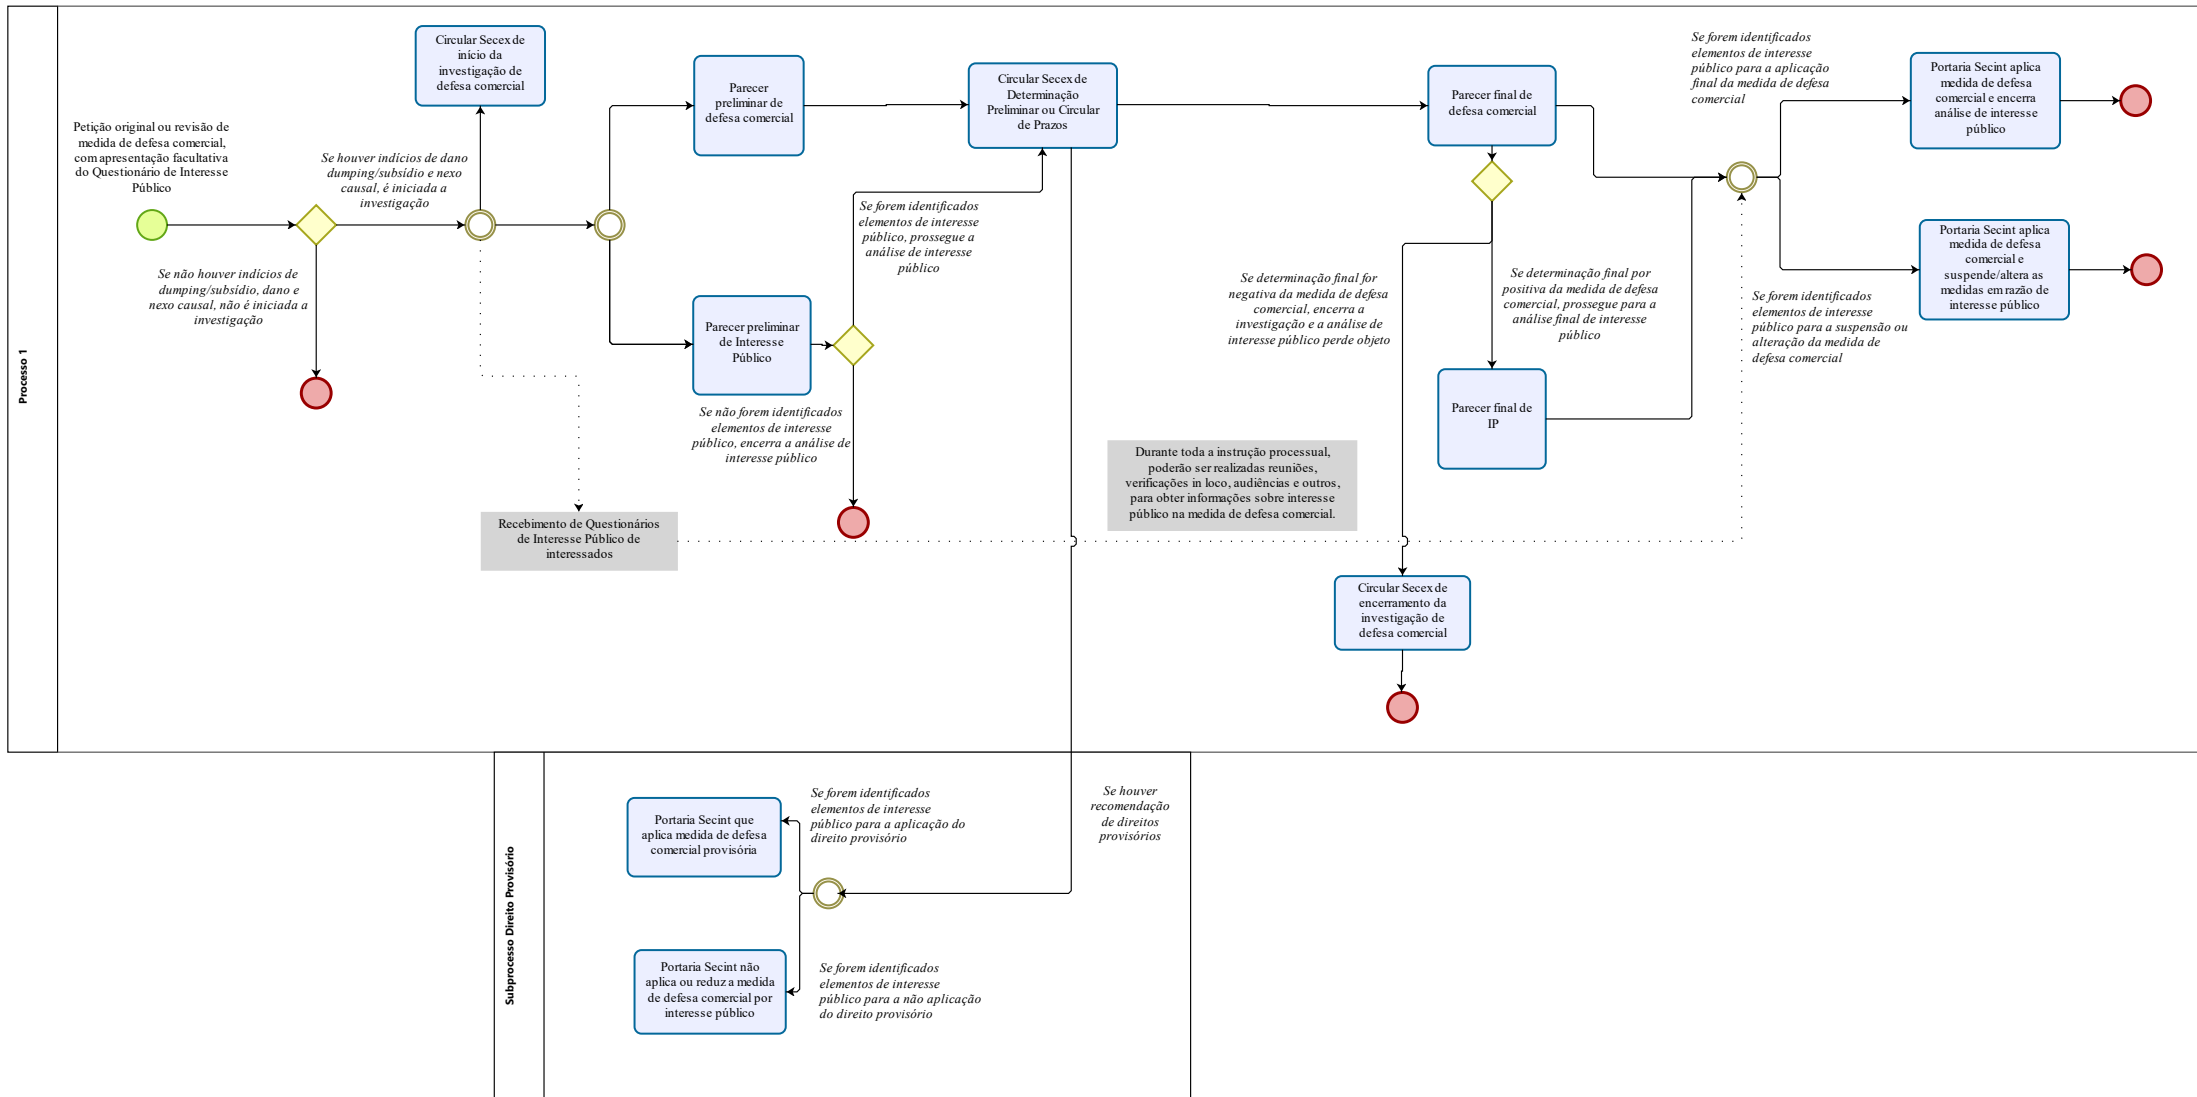 Processo 1
Petição original ou revisão de
medida de defesa comercial,
com apresentação facultativa
do Questionário de Interesse
Público
Se houver indícios de dano
dumping/subsídio e nexo
causal, é iniciada a
investigação
Se não houver indícios de
dumping/subsídio, dano e
nexo causal, não é iniciada a
investigação
Circular Secex de
início da
investigação de
defesa comercial
Parecer
preliminar de
defesa comercial
Parecer preliminar
de Interesse
Público
Se forem identificados
elementos de interesse
público, prossegue a
análise de interesse
público
Se não forem identificados
elementos de interesse
público, encerra a análise de
interesse público
Recebimento de Questionários
de Interesse Público de
interessados
Circular Secex de
Determinação
Preliminar ou Circular
de Prazos
Durante toda a instrução processual,
poderão ser realizadas reuniões,
verificações in loco, audiências e outros,
para obter informações sobre interesse
público na medida de defesa comercial.
Parecer final de
defesa comercial
Se determinação final for
negativa da medida de defesa
comercial, encerra a
investigação e a análise de
interesse público perde objeto
Se determinação final por
positiva da medida de defesa
comercial, prossegue para a
análise final de interesse
público
Parecer final de
IP
Circular Secex de
encerramento da
investigação de
defesa comercial
Se forem identificados
elementos de interesse
público para a aplicação
final da medida de defesa
comercial
Portaria Secint aplica
medida de defesa
comercial e encerra
análise de interesse
público
Se forem identificados
elementos de interesse
público para a suspensão ou
alteração da medida de
defesa comercial
Portaria Secint aplica
medida de defesa
comercial e
suspende/altera as
medidas em razão de
interesse público
Subprocesso Direito Provisório
Portaria Secint que
aplica medida de defesa
comercial provisória
Se forem identificados
elementos de interesse
público para a aplicação do
direito provisório
Se houver
recomendação
de direitos
provisórios
Portaria Secint não
aplica ou reduz a medida
de defesa comercial por
interesse público
Se forem identificados
elementos de interesse
público para a não aplicação
do direito provisório